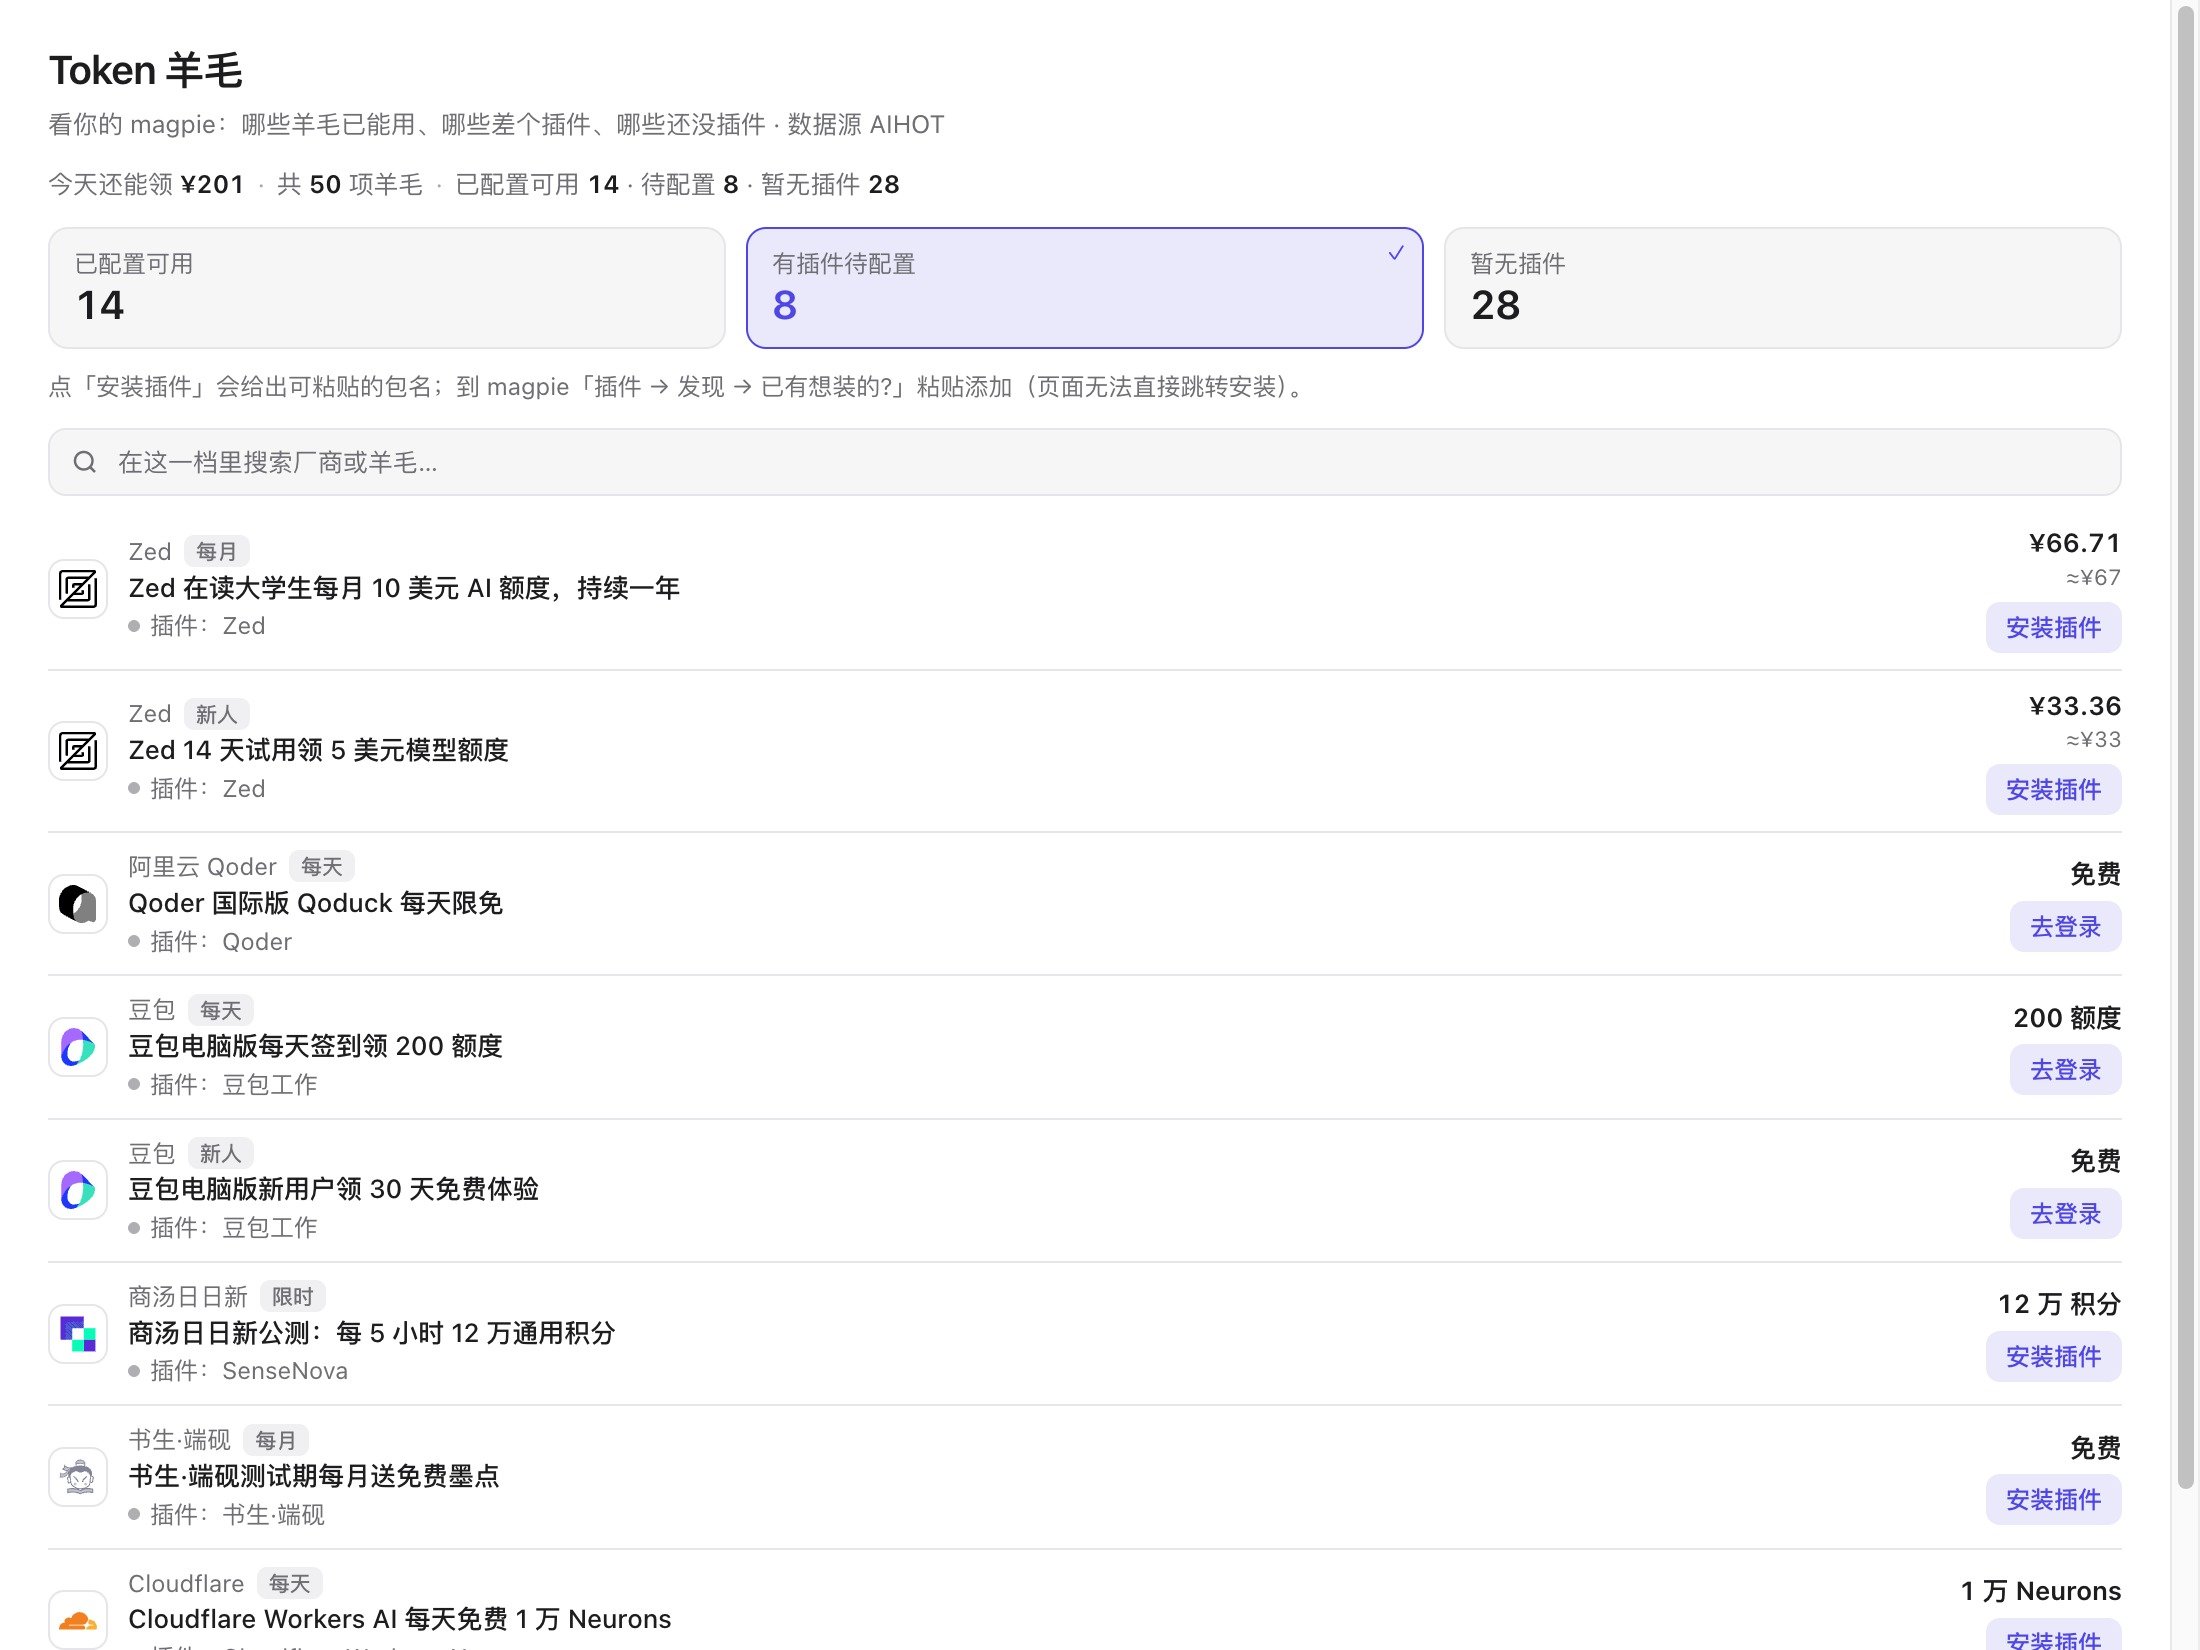 Token 羊毛
看你的 magpie：哪些羊毛已能用、哪些差个插件、哪些还没插件 · 数据源 AIHOT
今天还能领 ¥201 · 共 50 项羊毛 · 已配置可用 14 · 待配置 8 · 暂无插件 28
已配置可用
14
有插件待配置
8
暂无插件
28
点「安装插件」会给出可粘贴的包名；到 magpie「插件 → 发现 → 已有想装的?」粘贴添加（页面无法直接跳转安装）。
在这一档里搜索厂商或羊毛...
Zed 每月
Zed 在读大学生每月 10 美元 AI 额度，持续一年
插件： Zed
¥66.71
≈¥67
安装插件
Zed 新人
Zed 14 天试用领 5 美元模型额度
插件： Zed
¥33.36
≈¥33
安装插件
阿里云 Qoder 每天
Qoder 国际版 Qoduck 每天限免
插件： Qoder
免费
去登录
豆包 每天
豆包电脑版每天签到领 200 额度
插件： 豆包工作
200 额度
去登录
豆包 新人
豆包电脑版新用户领 30 天免费体验
插件： 豆包工作
免费
去登录
商汤日日新 限时
商汤日日新公测：每 5 小时 12 万通用积分
插件： SenseNova
12 万 积分
安装插件
书生·端砚 每月
书生·端砚测试期每月送免费墨点
插件： 书生·端砚
免费
安装插件
Cloudflare 每天
Cloudflare Workers AI 每天免费 1 万 Neurons
1 万 Neurons
安装插件